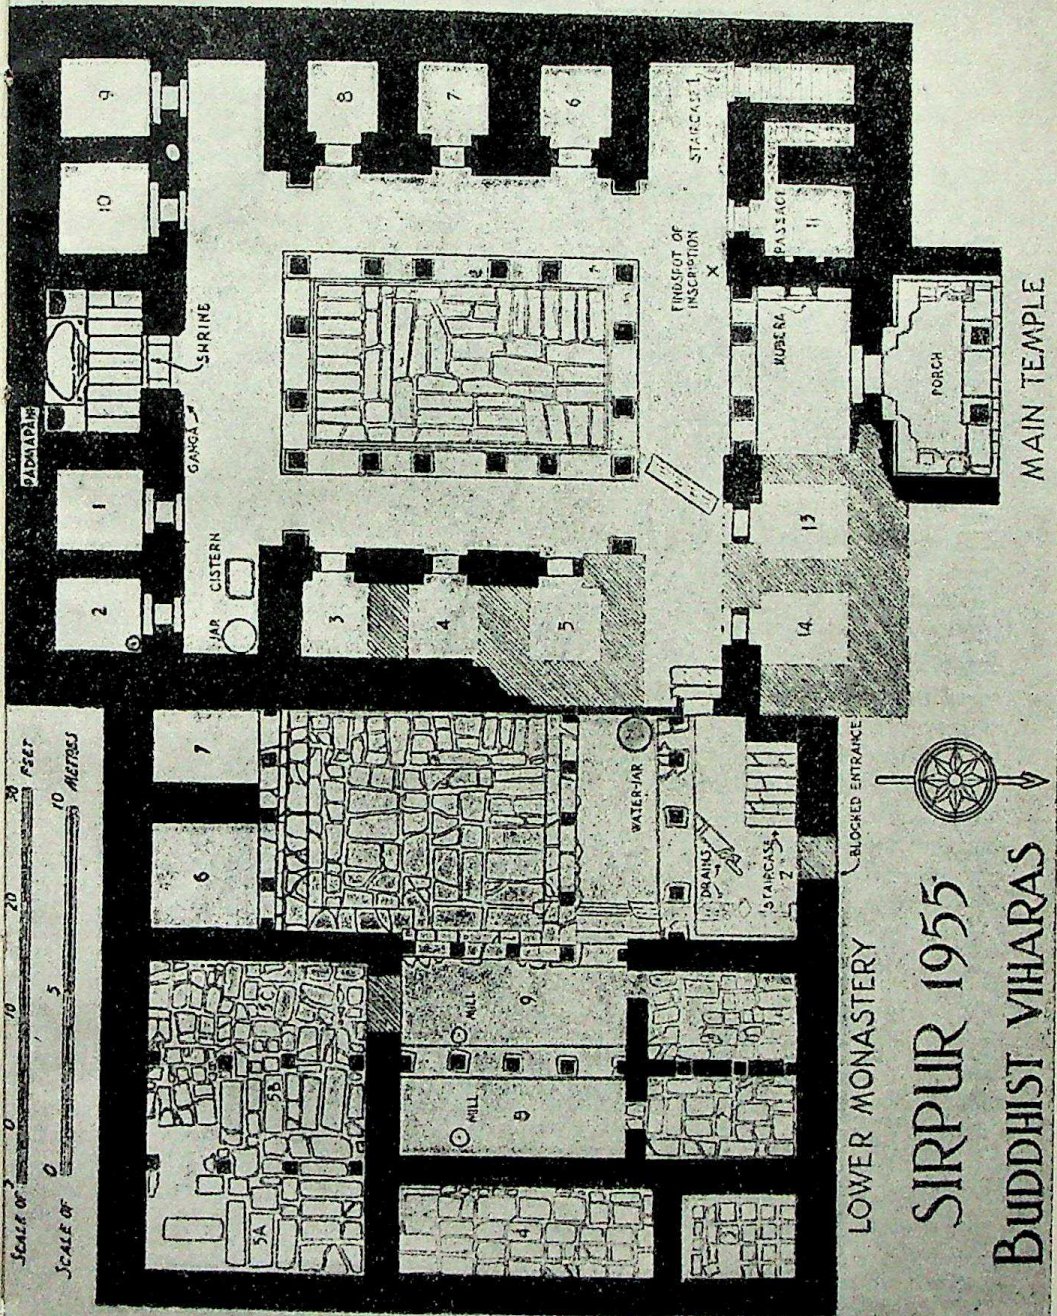 SIRPUR 1955
BUDDHIST VIHARAS
LOWER MONASTERY
MAIN TEMPLE
SCALE OF
5
0
10
20
30
FEET
SCALE OF
0
5
10
METRES
PADMAPANI
SHRINE
GANGA
CISTERN
JAR
1
2
3
4
5
6
7
8
9
10
11
13
14
STAIRCASE 1
PASSAGE
FINDSPOT OF
INSCRIPTION
X
KUBERA
PORCH
7
6
WATER-JAR
DRAINS
STAIRCASE
2
BLOCKED ENTRANCE
5C
5B
5A
MILL
9
MILL
8
4